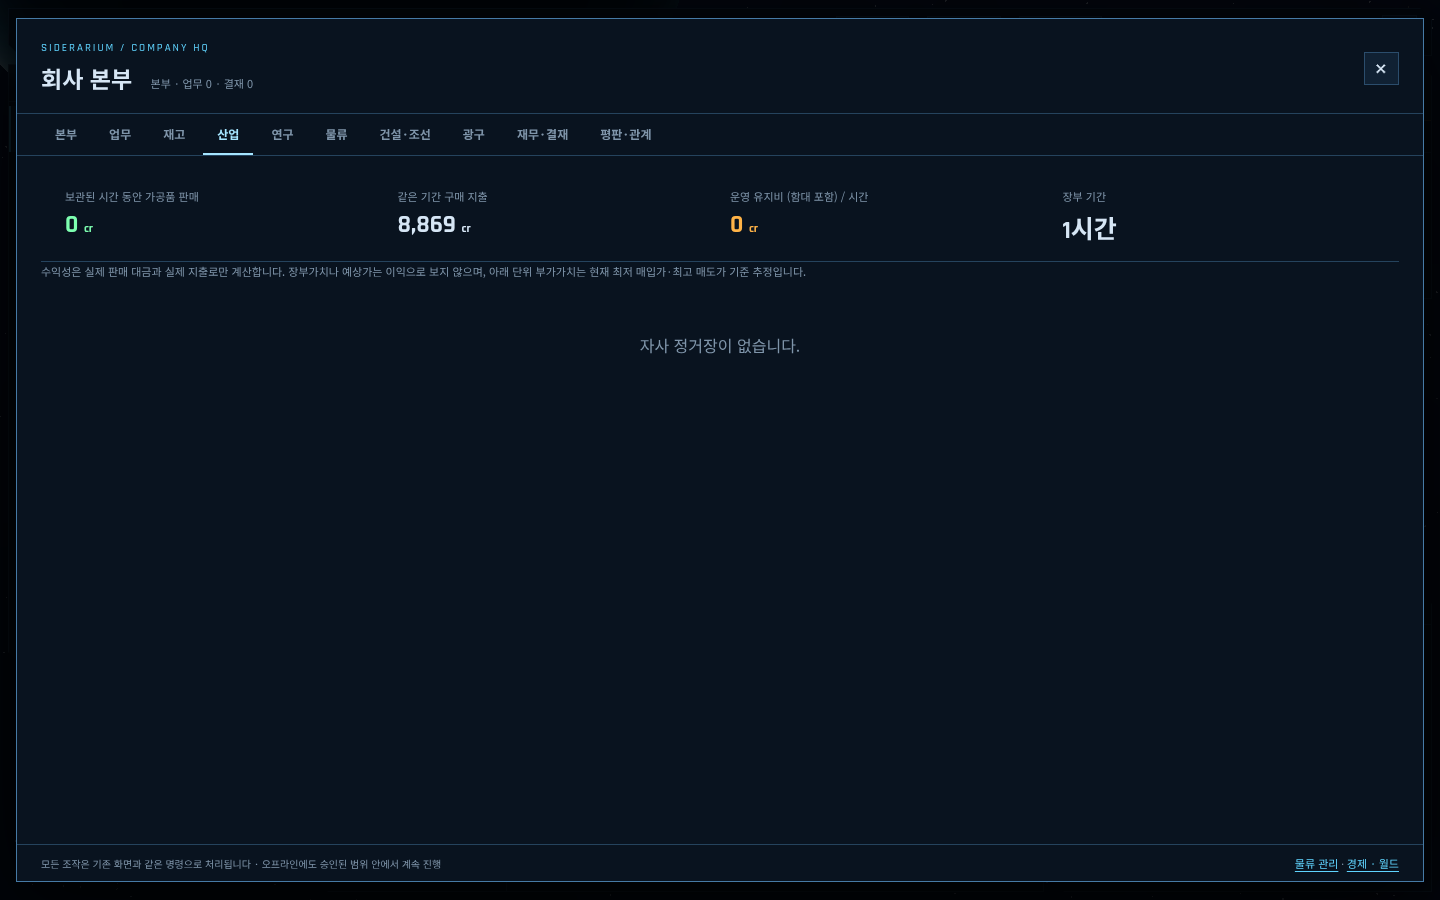 SIDERARIUM / COMPANY HQ
회사 본부 본부 · 업무 0 · 결재 0
×
본부 업무 재고 산업 연구 물류 건설·조선 광구 재무·결재 평판·관계
보관된 시간 동안 가공품 판매 같은 기간 구매 지출 운영 유지비 (함대 포함) / 시간 장부 기간
0 cr 8,869 cr 0 cr 1시간
수익성은 실제 판매 대금과 실제 지출로만 계산합니다. 장부가치나 예상가는 이익으로 보지 않으며, 아래 단위 부가가치는 현재 최저 매입가·최고 매도가 기준 추정입니다.
자사 정거장이 없습니다.
모든 조작은 기존 화면과 같은 명령으로 처리됩니다 · 오프라인에도 승인된 범위 안에서 계속 진행 물류 관리 · 경제 · 월드